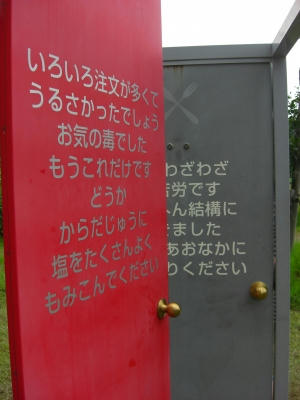 いろいろ注文が多くて
うるさかったでしょう
お気の毒でした
もうこれだけです
どうか
からだじゅうに
塩をたくさんよく
もみこんでください
わざわざ
苦労です
へん結構に
きました
あおなかに
りください